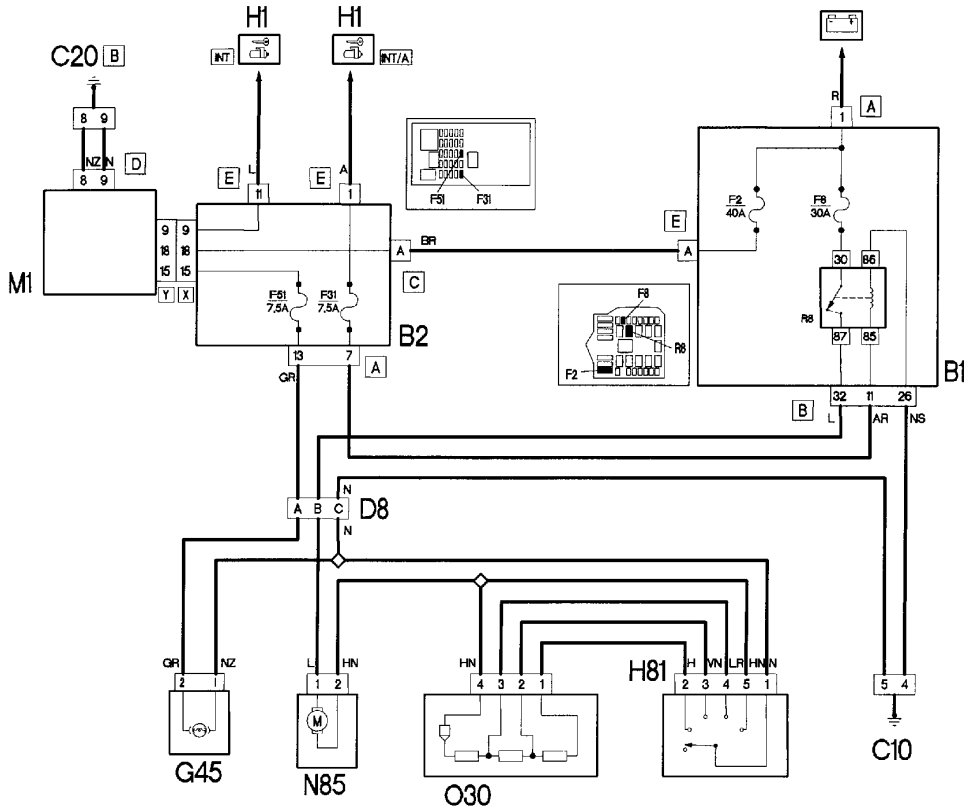 H1 H1
C20 B INT INT/A
R A
8 9 1
NZ N D L A
8 9 E 11 E 1
F51 F31
F2 40A F8 30A
9 9 E
18 18 A BR A
15 15 30 86
M1 Y X C
F51 7,5A F31 7,5A F8
B2 R8
R6
87 85
F2
13 7 A B1
GR B 32 11 26
L AR NS
N
A B C D8
N
GR NZ L HN HN H81 H VN LR HN N
2 1 1 2 4 3 2 1 2 3 4 5 1 5 4
M
G45 N85 O30 C10